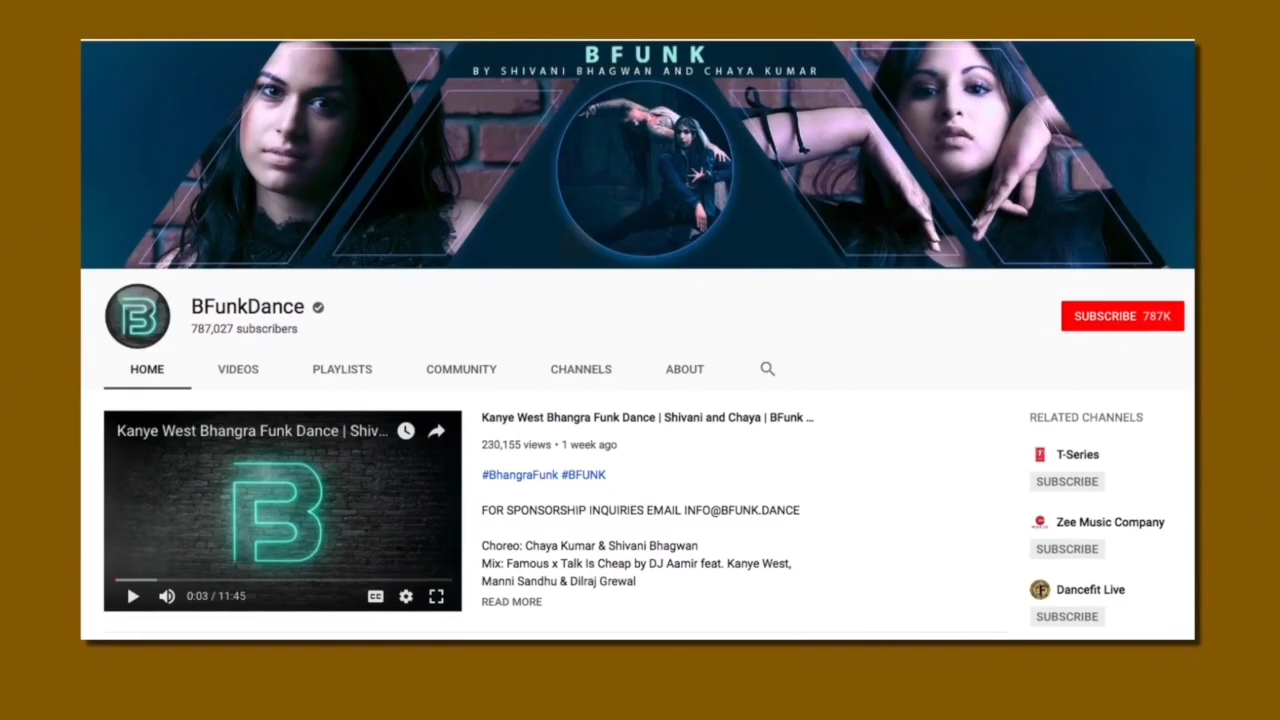 BFUNK
BY SHIVANI BHAGWAN AND CHAYA KUMAR
BFunkDance
787,027 subscribers
SUBSCRIBE 787K
HOME VIDEOS PLAYLISTS COMMUNITY CHANNELS ABOUT
Kanye West Bhangra Funk Dance | Shiv...
B
0:03 / 11:45
CC
Kanye West Bhangra Funk Dance | Shivani and Chaya | BFunk ...
230,155 views • 1 week ago
#BhangraFunk #BFUNK
FOR SPONSORSHIP INQUIRIES EMAIL INFO@BFUNK.DANCE
Choreo: Chaya Kumar & Shivani Bhagwan
Mix: Famous x Talk Is Cheap by DJ Aamir feat. Kanye West,
Manni Sandhu & Dilraj Grewal
READ MORE
RELATED CHANNELS
T-Series
SUBSCRIBE
Zee Music Company
SUBSCRIBE
Dancefit Live
SUBSCRIBE